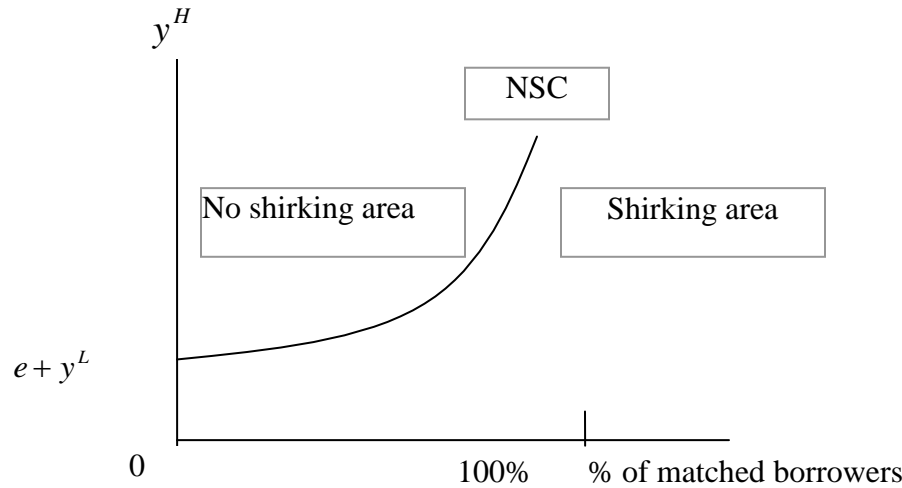 y^H
NSC
No shirking area
Shirking area
e + y^L
0
100%
% of matched borrowers